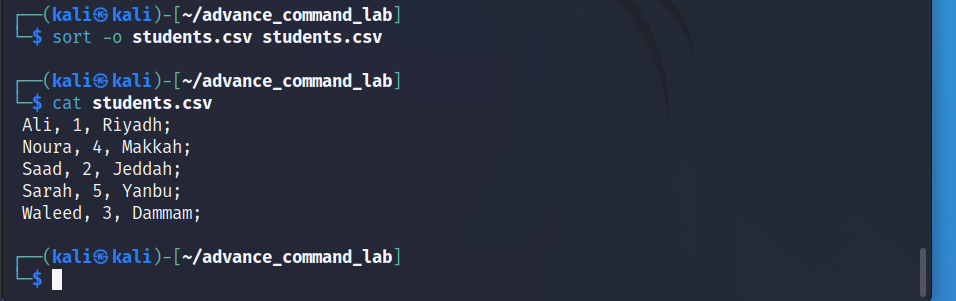 ┌──(kali㉿kali)-[~/advance_command_lab]
└─$ sort -o students.csv students.csv
┌──(kali㉿kali)-[~/advance_command_lab]
└─$ cat students.csv
Ali, 1, Riyadh;
Noura, 4, Makkah;
Saad, 2, Jeddah;
Sarah, 5, Yanbu;
Waleed, 3, Dammam;
┌──(kali㉿kali)-[~/advance_command_lab]
└─$